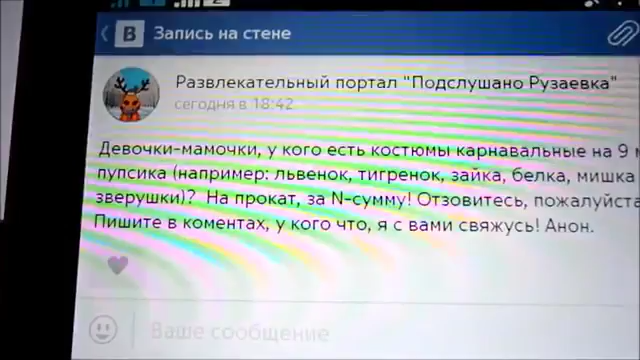 В Запись на стене
Развлекательный портал "Подслушано Рузаевка"
сегодня в 18:42
Девочки-мамочки, у кого есть костюмы карнавальные на 9
пупсика (например: львенок, тигренок, зайка, белка, мишка
зверушки)? На прокат, за N-сумму! Отзовитесь, пожалуйста
Пишите в коментах, у кого что, я с вами свяжусь! Анон.
Ваше сообщение